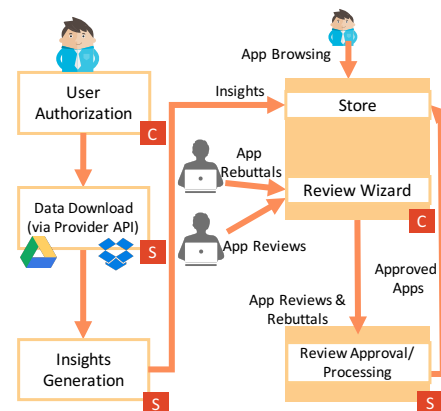 User
Authorization
C
Data Download
(via Provider API)
S
Insights
Generation
S
Insights
App Browsing
Store
App
Rebuttals
Review Wizard
C
App Reviews
App Reviews &
Rebuttals
Approved
Apps
Review Approval/
Processing
S